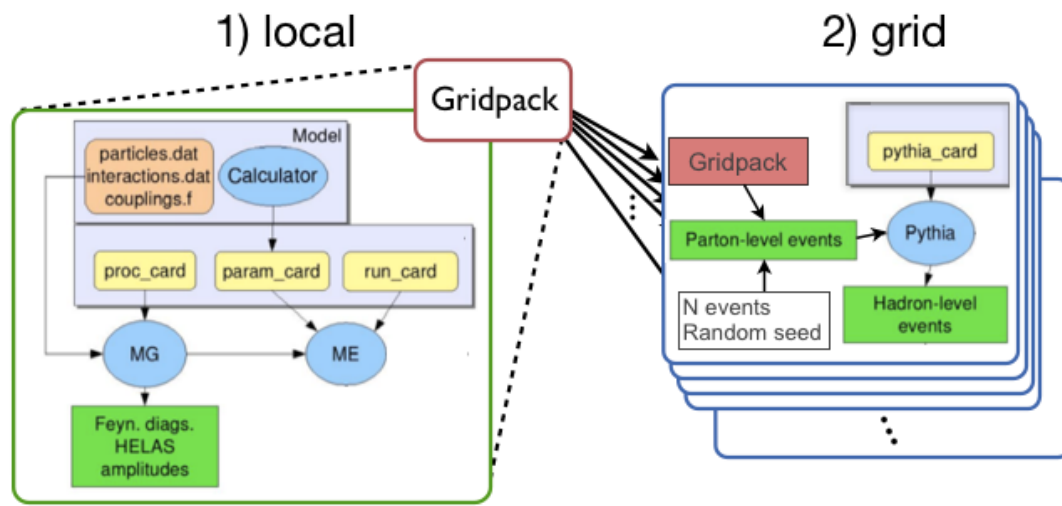 1) local
2) grid
Gridpack
Model
particles.dat
interactions.dat
couplings.f
Calculator
proc_card
param_card
run_card
MG
ME
Feyn. diags.
HELAS
amplitudes
Gridpack
pythia_card
Parton-level events
Pythia
N events
Random seed
Hadron-level
events